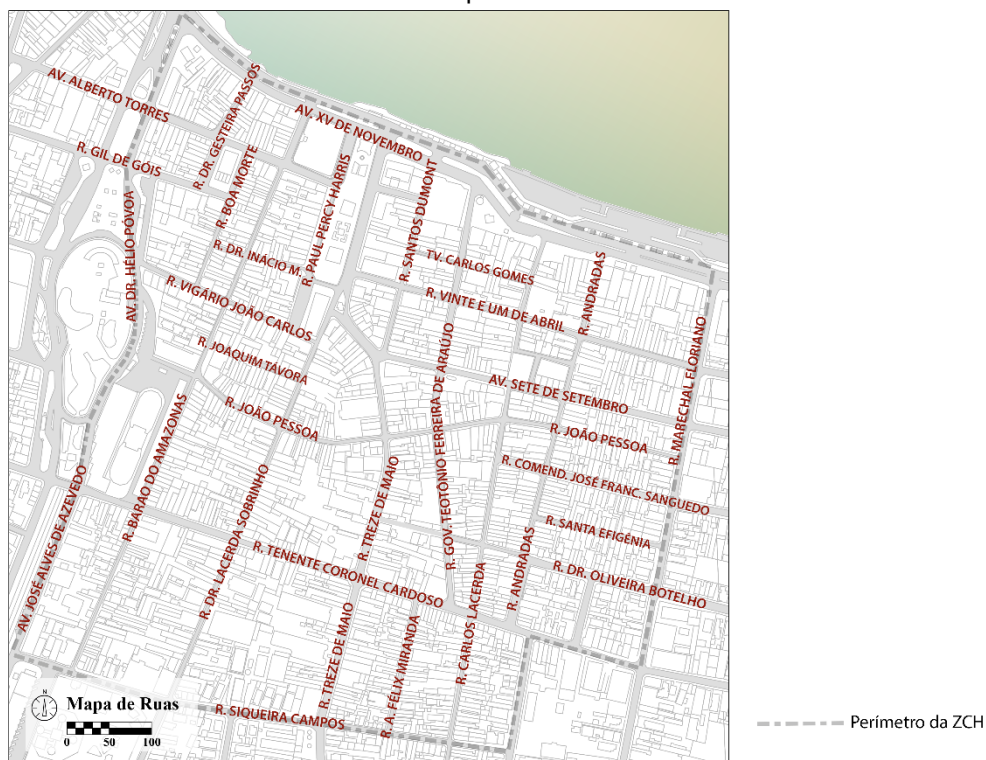 AV. ALBERTO TORRES
R. DR. GESTEIRA PASSOS
AV. XV DE NOVEMBRO
R. GIL DE GÓIS
R. BOA MORTE
R. PAUL PERCY HARRIS
R. SANTOS DUMONT
AV. DR. HÉLIO PÓVOA
R. DR. INÁCIO M.
TV. CARLOS GOMES
R. ANDRADAS
R. VIGÁRIO JOÃO CARLOS
R. VINTE E UM DE ABRIL
R. JOAQUIM TÁVORA
R. GOV. TEOTÔNIO FERREIRA DE ARAÚJO
AV. SETE DE SETEMBRO
R. MARECHAL FLORIANO
R. JOÃO PESSOA
R. JOÃO PESSOA
R. BARAO DO AMAZONAS
R. COMEND. JOSÉ FRANC. SANGUEDO
R. TREZE DE MAIO
R. DR. LACERDA SOBRINHO
AV. JOSÉ ALVES DE AZEVEDO
R. SANTA EFIGÊNIA
R. TENENTE CORONEL CARDOSO
R. ANDRADAS
R. DR. OLIVEIRA BOTELHO
R. CARLOS LACERDA
R. TREZE DE MAIO
R. A. FÉLIX MIRANDA
R. SIQUEIRA CAMPOS
N
Mapa de Ruas
0 50 100
Perímetro da ZCH